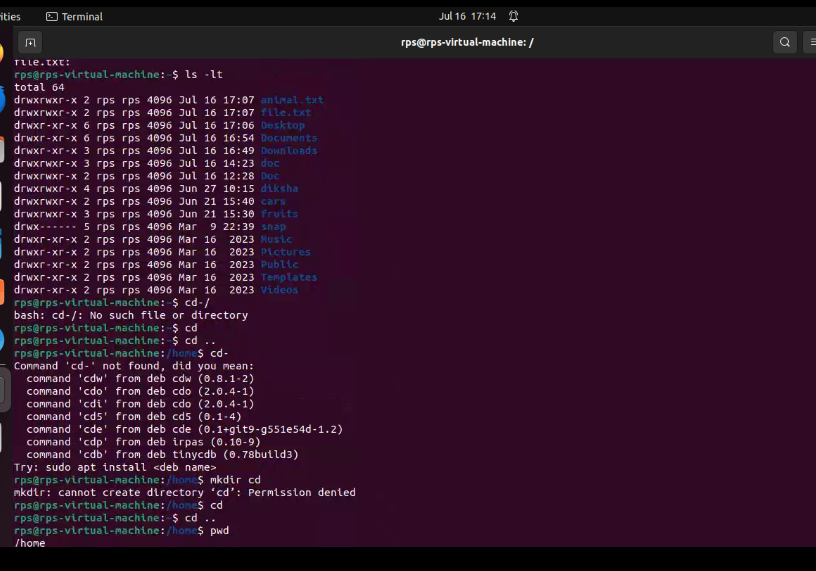 ities
Terminal
Jul 16 17:14
rps@rps-virtual-machine: /
file.txt:
rps@rps-virtual-machine:~$ ls -lt
total 64
drwxrwxr-x 2 rps rps 4096 Jul 16 17:07 animal.txt
drwxrwxr-x 2 rps rps 4096 Jul 16 17:07 file.txt
drwxr-xr-x 6 rps rps 4096 Jul 16 17:06 Desktop
drwxr-xr-x 6 rps rps 4096 Jul 16 16:54 Documents
drwxr-xr-x 3 rps rps 4096 Jul 16 16:49 Downloads
drwxrwxr-x 3 rps rps 4096 Jul 16 14:23 doc
drwxrwxr-x 2 rps rps 4096 Jul 16 12:28 Doc
drwxrwxr-x 4 rps rps 4096 Jun 27 10:15 diksha
drwxrwxr-x 2 rps rps 4096 Jun 21 15:40 cars
drwxrwxr-x 3 rps rps 4096 Jun 21 15:30 fruits
drwx------ 5 rps rps 4096 Mar  9 22:39 snap
drwxr-xr-x 2 rps rps 4096 Mar 16  2023 Music
drwxr-xr-x 2 rps rps 4096 Mar 16  2023 Pictures
drwxr-xr-x 2 rps rps 4096 Mar 16  2023 Public
drwxr-xr-x 2 rps rps 4096 Mar 16  2023 Templates
drwxr-xr-x 2 rps rps 4096 Mar 16  2023 Videos
rps@rps-virtual-machine:~$ cd-/
bash: cd-/: No such file or directory
rps@rps-virtual-machine:~$ cd
rps@rps-virtual-machine:~$ cd ..
rps@rps-virtual-machine:/home$ cd-
Command 'cd-' not found, did you mean:
  command 'cdw' from deb cdw (0.8.1-2)
  command 'cdo' from deb cdo (2.0.4-1)
  command 'cdi' from deb cdo (2.0.4-1)
  command 'cd5' from deb cd5 (0.1-4)
  command 'cde' from deb cde (0.1+git9-g551e54d-1.2)
  command 'cdp' from deb irpas (0.10-9)
  command 'cdb' from deb tinycdb (0.78build3)
Try: sudo apt install <deb name>
rps@rps-virtual-machine:/home$ mkdir cd
mkdir: cannot create directory ‘cd’: Permission denied
rps@rps-virtual-machine:/home$ cd
rps@rps-virtual-machine:~$ cd ..
rps@rps-virtual-machine:/home$ pwd
/home